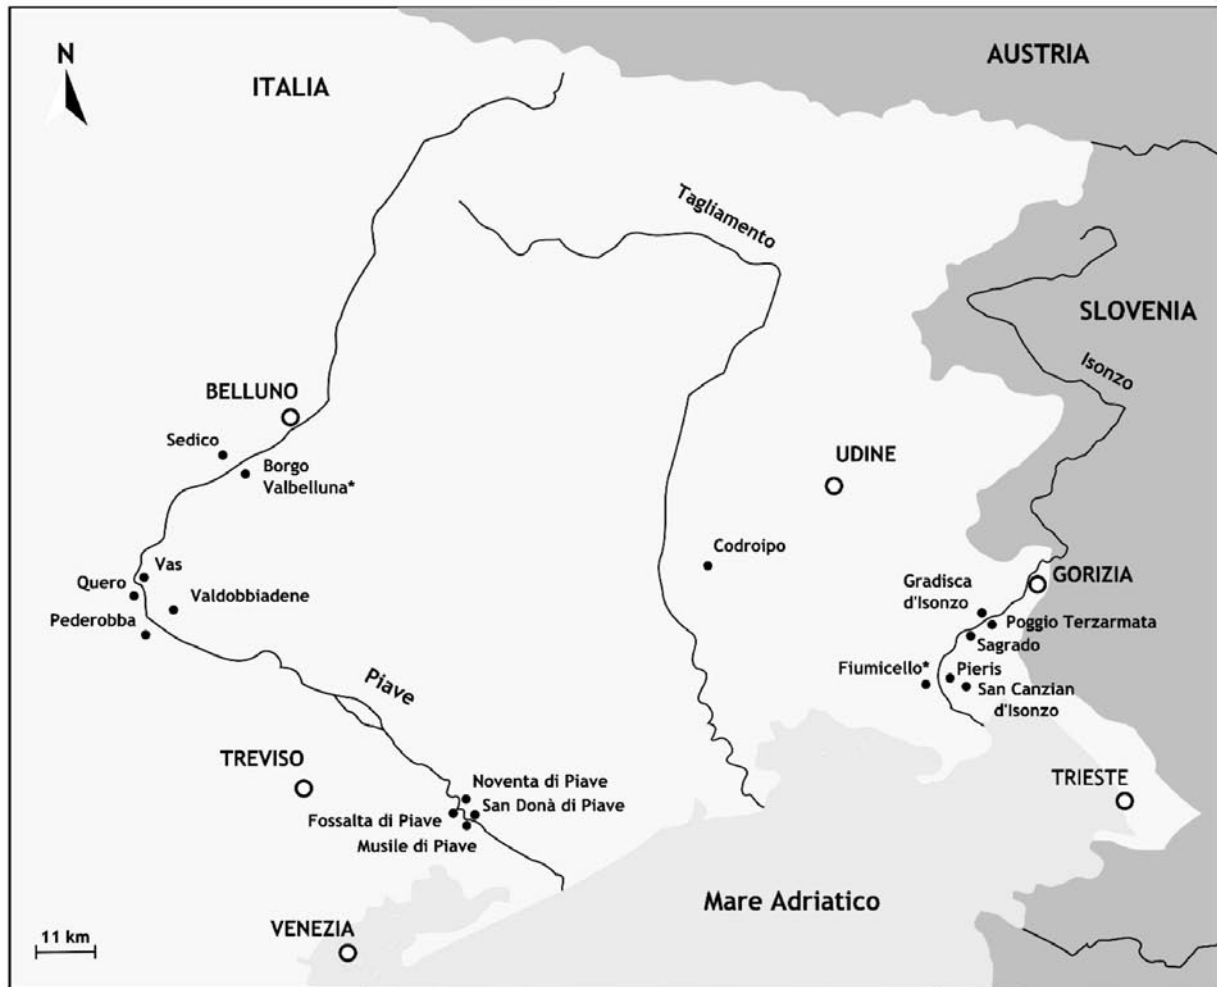 N
ITALIA
AUSTRIA
Tagliamento
SLOVENIA
Isonzo
BELLUNO
Sedico
Borgo
Valbelluna*
UDINE
Codroipo
Vas
Quero
Valdobbiadene
Pederobba
Gradisca
d'Isonzo
GORIZIA
Poggio Terzarmata
Sagrado
Fiumicello*
Pieris
San Canzian
d'Isonzo
Piave
TREVISO
Noventa di Piave
San Donà di Piave
Fossalta di Piave
Musile di Piave
TRIESTE
Mare Adriatico
VENEZIA
11 km